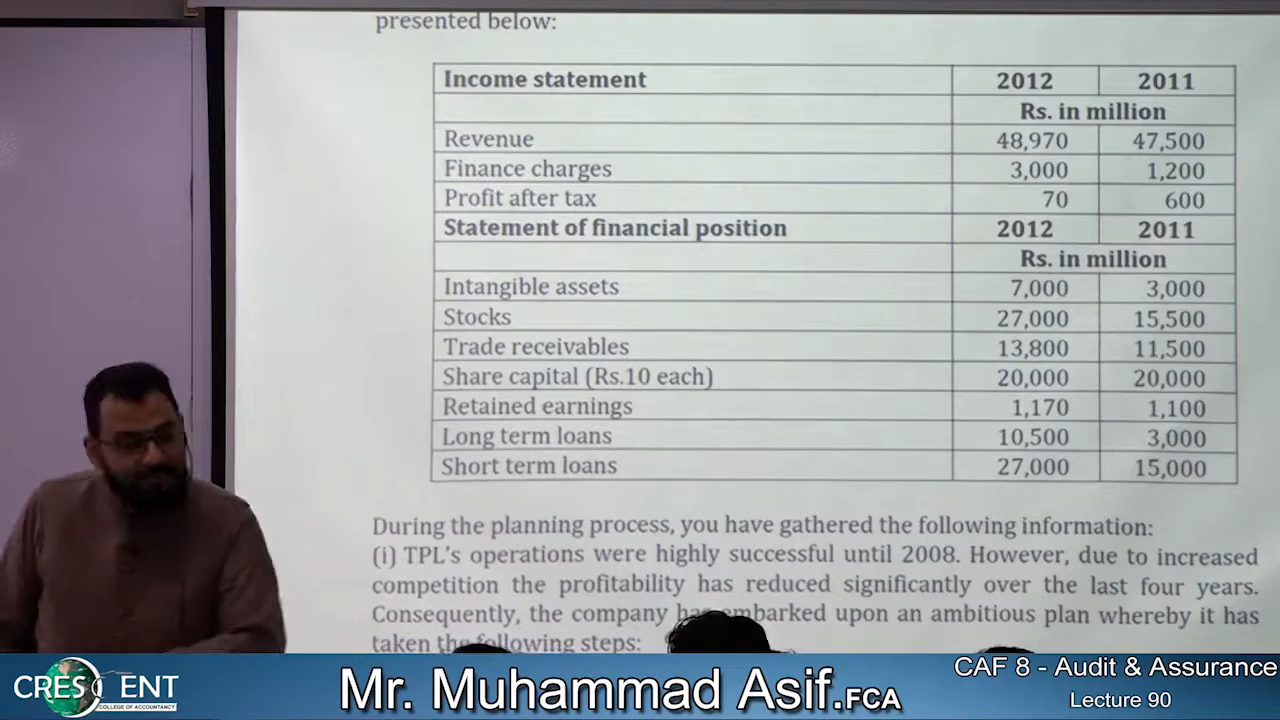 presented below:
Income statement 2012 2011
Rs. in million
Revenue 48,970 47,500
Finance charges 3,000 1,200
Profit after tax 70 600
Statement of financial position 2012 2011
Rs. in million
Intangible assets 7,000 3,000
Stocks 27,000 15,500
Trade receivables 13,800 11,500
Share capital (Rs.10 each) 20,000 20,000
Retained earnings 1,170 1,100
Long term loans 10,500 3,000
Short term loans 27,000 15,000
During the planning process, you have gathered the following information:
(i) TPL's operations were highly successful until 2008. However, due to increased
competition the profitability has reduced significantly over the last four years.
Consequently, the company has embarked upon an ambitious plan whereby it has
taken the following steps:
CRESCENT
COLLEGE OF ACCOUNTANCY
Mr. Muhammad Asif.FCA
CAF 8 - Audit & Assurance
Lecture 90